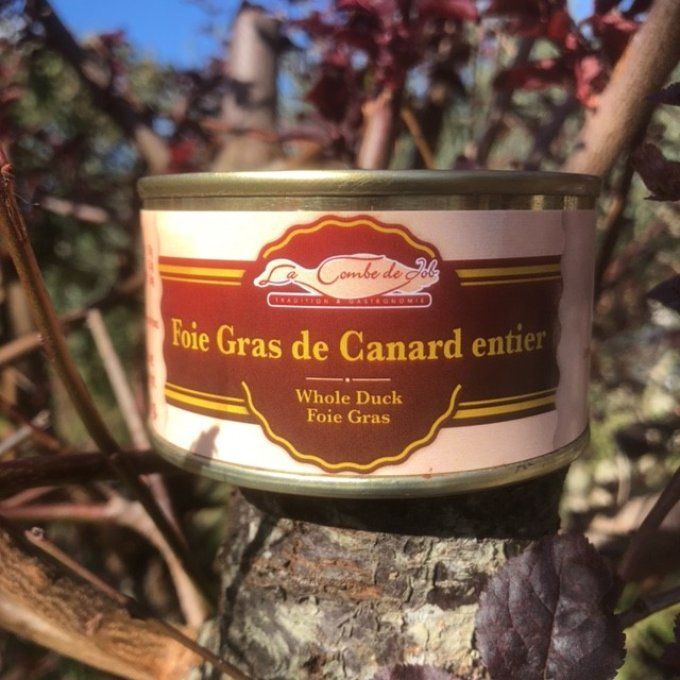 La Combe de Job
TRADITION & GASTRONOMIE
Foie Gras de Canard entier
Whole Duck
Foie Gras